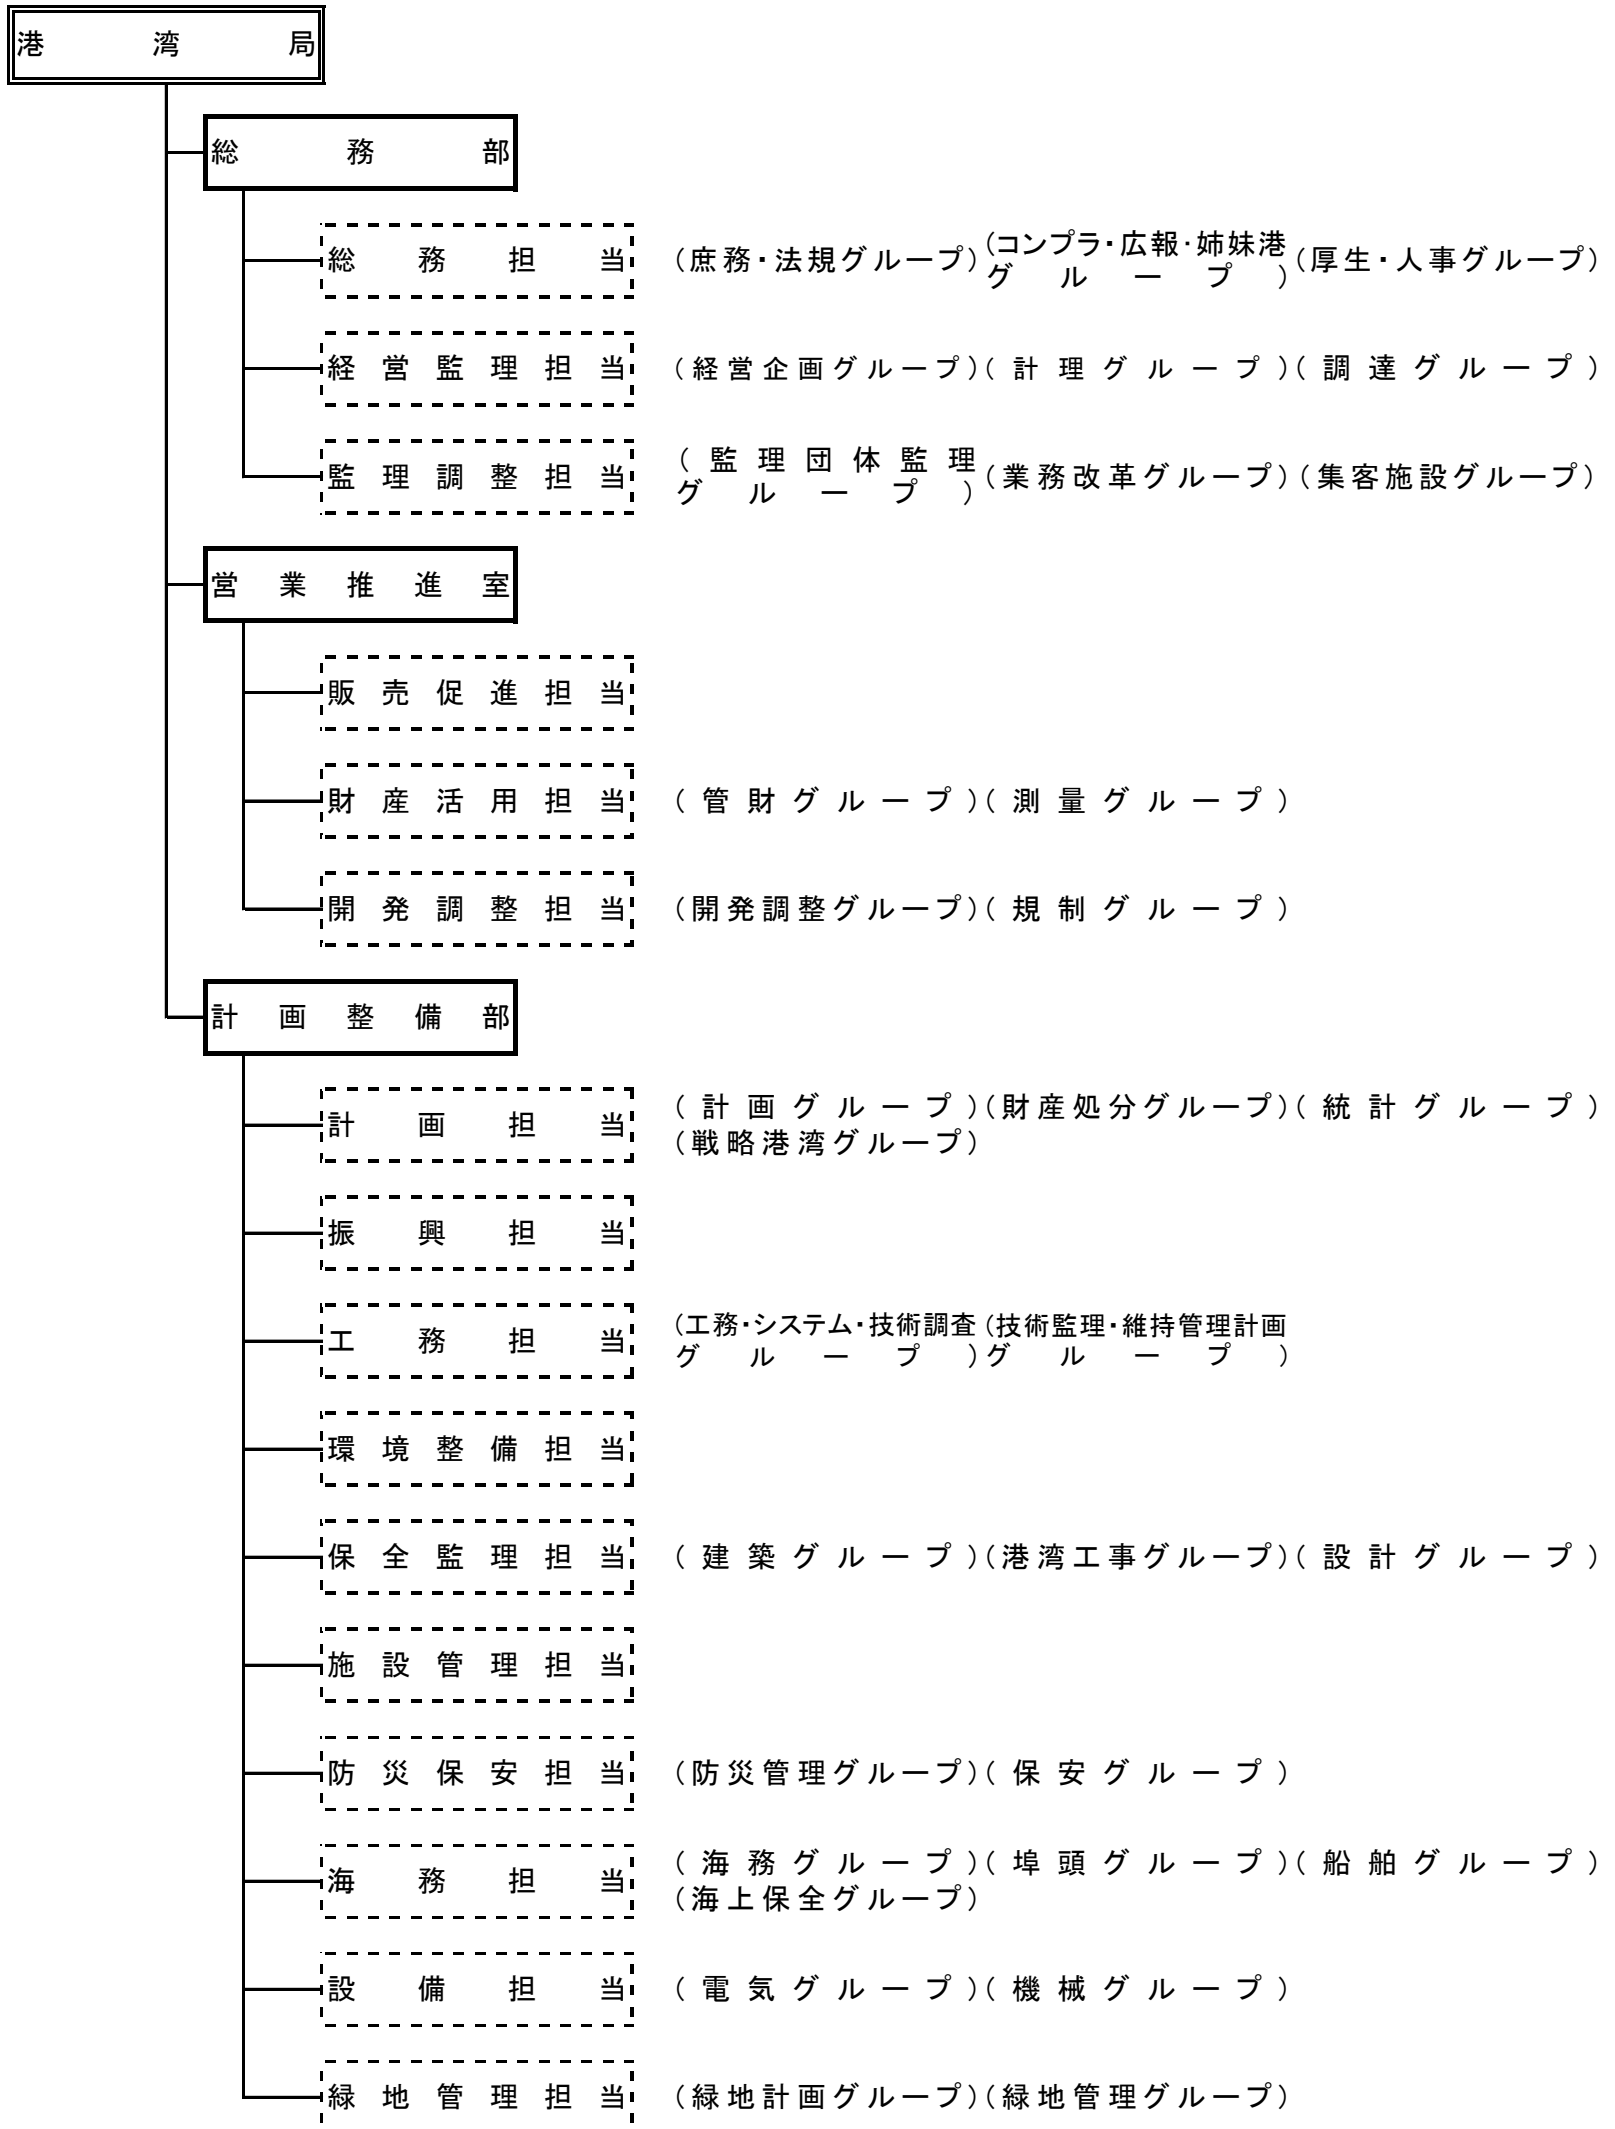 港湾局
総務部
総務担当 （庶務・法規グループ）（コンプラ・広報・姉妹港グループ）（厚生・人事グループ）
経営監理担当 （経営企画グループ）（計理グループ）（調達グループ）
監理調整担当 （監理団体監理グループ）（業務改革グループ）（集客施設グループ）
営業推進室
販売促進担当
財産活用担当 （管財グループ）（測量グループ）
開発調整担当 （開発調整グループ）（規制グループ）
計画整備部
計画担当 （計画グループ）（財産処分グループ）（統計グループ）
（戦略港湾グループ）
振興担当
工務担当 （工務・システム・技術調査グループ）（技術監理・維持管理計画グループ）
環境整備担当
保全監理担当 （建築グループ）（港湾工事グループ）（設計グループ）
施設管理担当
防災保安担当 （防災管理グループ）（保安グループ）
海務担当 （海務グループ）（埠頭グループ）（船舶グループ）
（海上保全グループ）
設備担当 （電気グループ）（機械グループ）
緑地管理担当 （緑地計画グループ）（緑地管理グループ）